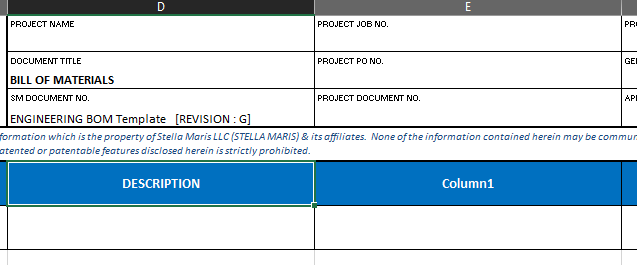 D E
PROJECT NAME PROJECT JOB NO. PR
DOCUMENT TITLE PROJECT PO NO. GE
BILL OF MATERIALS
SM DOCUMENT NO. PROJECT DOCUMENT NO. AP
ENGINEERING BOM Template [REVISION : G]
formation which is the property of Stella Maris LLC (STELLA MARIS) & its affiliates. None of the information contained herein may be commun
atented or patentable features disclosed herein is strictly prohibited.
DESCRIPTION Column1